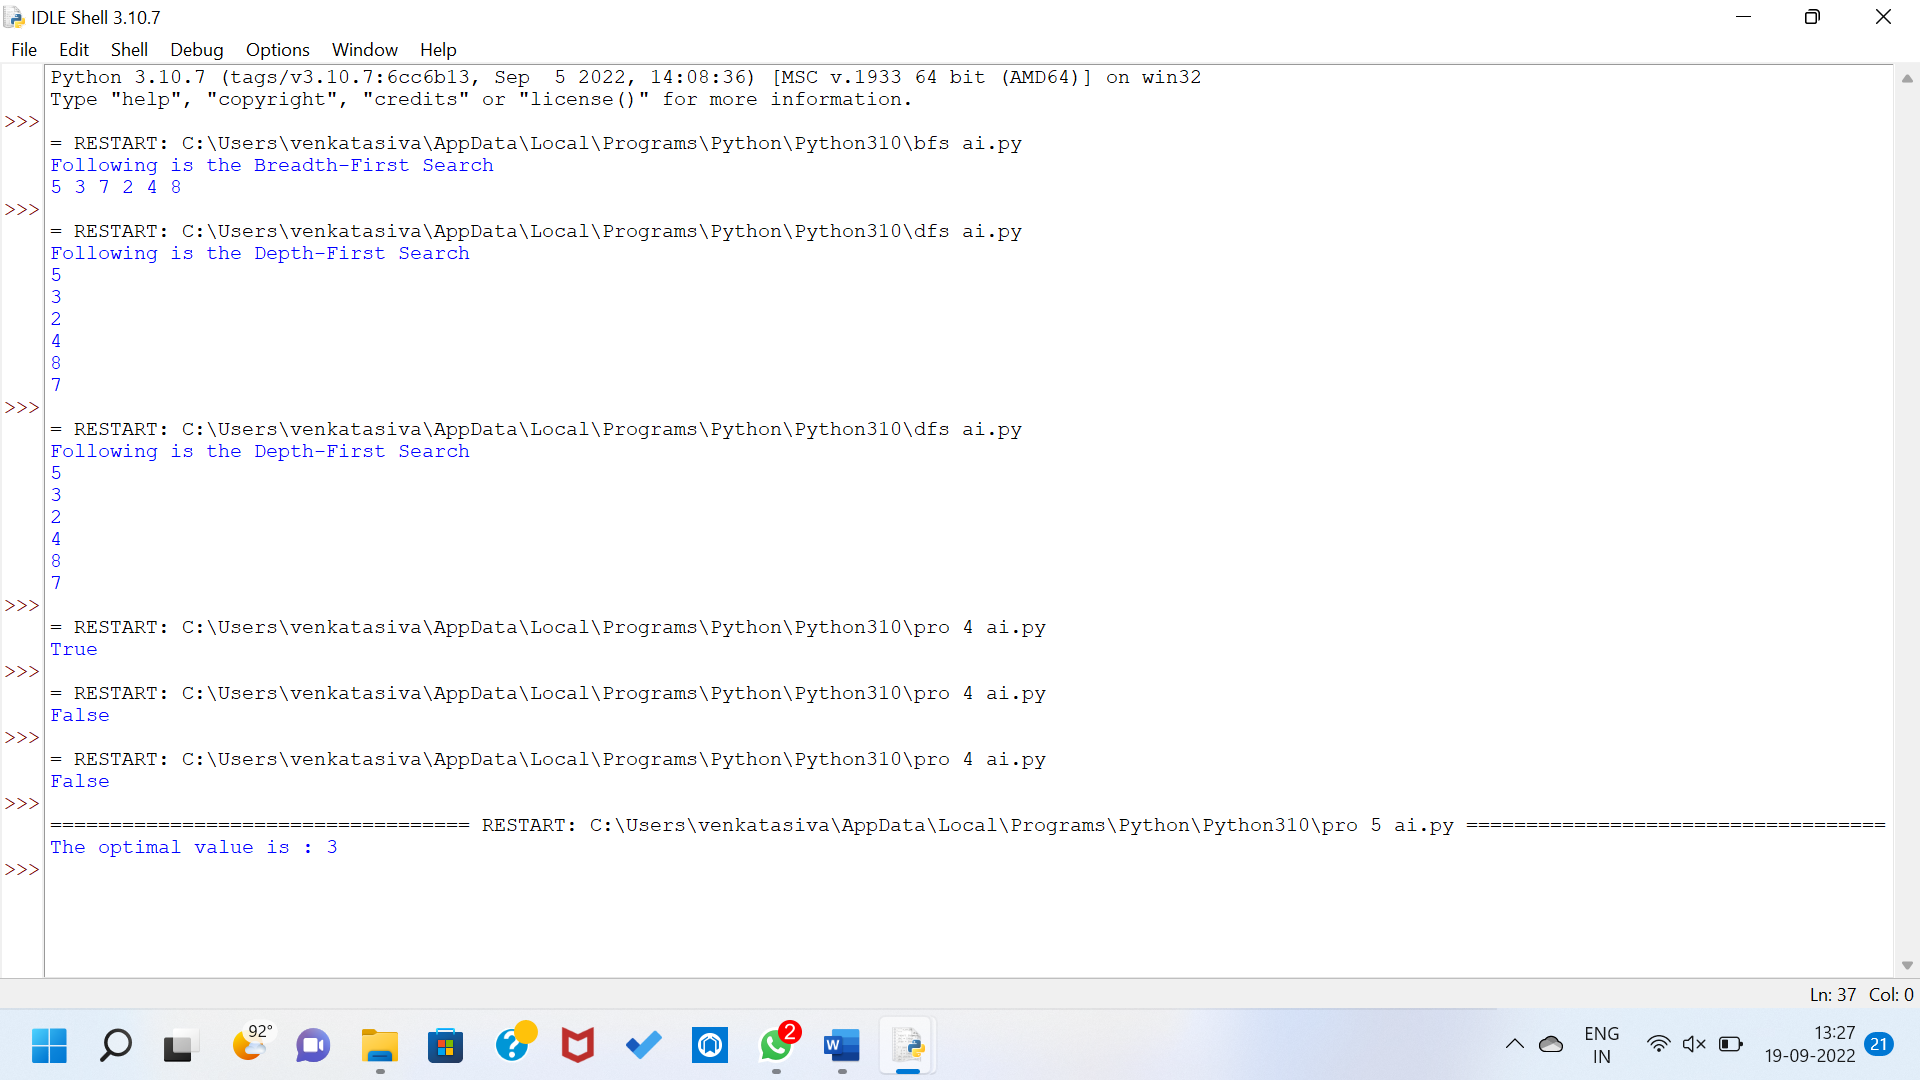 IDLE Shell 3.10.7
File Edit Shell Debug Options Window Help
Python 3.10.7 (tags/v3.10.7:6cc6b13, Sep  5 2022, 14:08:36) [MSC v.1933 64 bit (AMD64)] on win32
Type "help", "copyright", "credits" or "license()" for more information.
>>>
= RESTART: C:\Users\venkatasiva\AppData\Local\Programs\Python\Python310\bfs ai.py
Following is the Breadth-First Search
5 3 7 2 4 8
>>>
= RESTART: C:\Users\venkatasiva\AppData\Local\Programs\Python\Python310\dfs ai.py
Following is the Depth-First Search
5
3
2
4
8
7
>>>
= RESTART: C:\Users\venkatasiva\AppData\Local\Programs\Python\Python310\dfs ai.py
Following is the Depth-First Search
5
3
2
4
8
7
>>>
= RESTART: C:\Users\venkatasiva\AppData\Local\Programs\Python\Python310\pro 4 ai.py
True
>>>
= RESTART: C:\Users\venkatasiva\AppData\Local\Programs\Python\Python310\pro 4 ai.py
False
>>>
= RESTART: C:\Users\venkatasiva\AppData\Local\Programs\Python\Python310\pro 4 ai.py
False
>>>
=================================== RESTART: C:\Users\venkatasiva\AppData\Local\Programs\Python\Python310\pro 5 ai.py ===================================
The optimal value is : 3
>>>
Ln: 37 Col: 0
92°
?
2
W
ENG
IN
13:27
19-09-2022
21